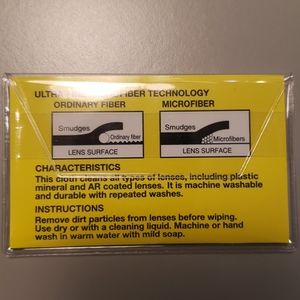 ULTRA FIBER TECHNOLOGY
ORDINARY FIBER MICROFIBER
Smudges Smudges
Ordinary fiber Microfibers
LENS SURFACE LENS SURFACE
CHARACTERISTICS
This cloth cleans all types of lenses, including plastic
mineral and AR coated lenses. It is machine washable
and durable with repeated washes.
INSTRUCTIONS
Remove dirt particles from lenses before wiping.
Use dry or with a cleaning liquid. Machine or hand
wash in warm water with mild soap.